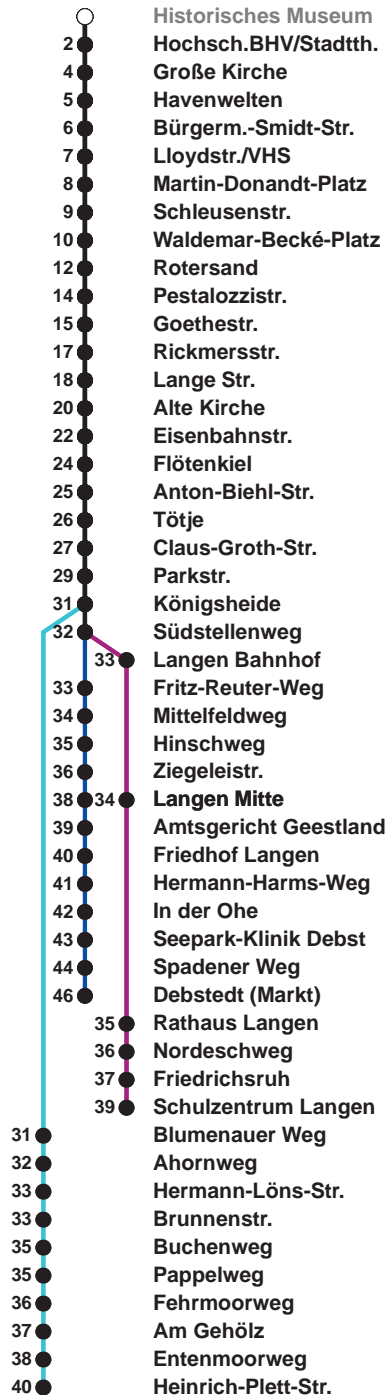 Historisches Museum
2 Hochsch.BHV/Stadtth.
4 Große Kirche
5 Havenwelten
6 Bürgerm.-Smidt-Str.
7 Lloydstr./VHS
8 Martin-Donandt-Platz
9 Schleusenstr.
10 Waldemar-Becké-Platz
12 Rotersand
14 Pestalozzistr.
15 Goethestr.
17 Rickmersstr.
18 Lange Str.
20 Alte Kirche
22 Eisenbahnstr.
24 Flötenkiel
25 Anton-Biehl-Str.
26 Tötje
27 Claus-Groth-Str.
29 Parkstr.
31 Königsheide
32 Südstellenweg
33 Langen Bahnhof
33 Fritz-Reuter-Weg
34 Mittelfeldweg
35 Hinschweg
36 Ziegeleistr.
38 34 Langen Mitte
39 Amtsgericht Geestland
40 Friedhof Langen
41 Hermann-Harms-Weg
42 In der Ohe
43 Seepark-Klinik Debst
44 Spadener Weg
46 Debstedt (Markt)
35 Rathaus Langen
36 Nordeschweg
37 Friedrichsruh
39 Schulzentrum Langen
31 Blumenauer Weg
32 Ahornweg
33 Hermann-Löns-Str.
33 Brunnenstr.
35 Buchenweg
35 Pappelweg
36 Fehrmoorweg
37 Am Gehölz
38 Entenmoorweg
40 Heinrich-Plett-Str.